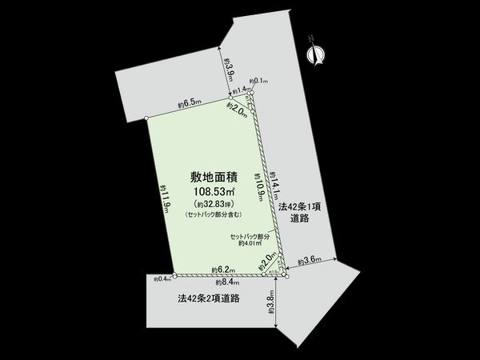 N
約3.9m
約0.1m
約1.4m
約6.5m
約2.0m
敷地面積
108.53㎡
(約32.83坪)
(セットバック部分含む)
約11.9m
約10.9m
約14.1m
法42条1項
道路
セットバック部分
約4.01㎡
約2.0m
約3.6m
約6.2m
約0.4m
約8.4m
法42条2項道路
約3.8m